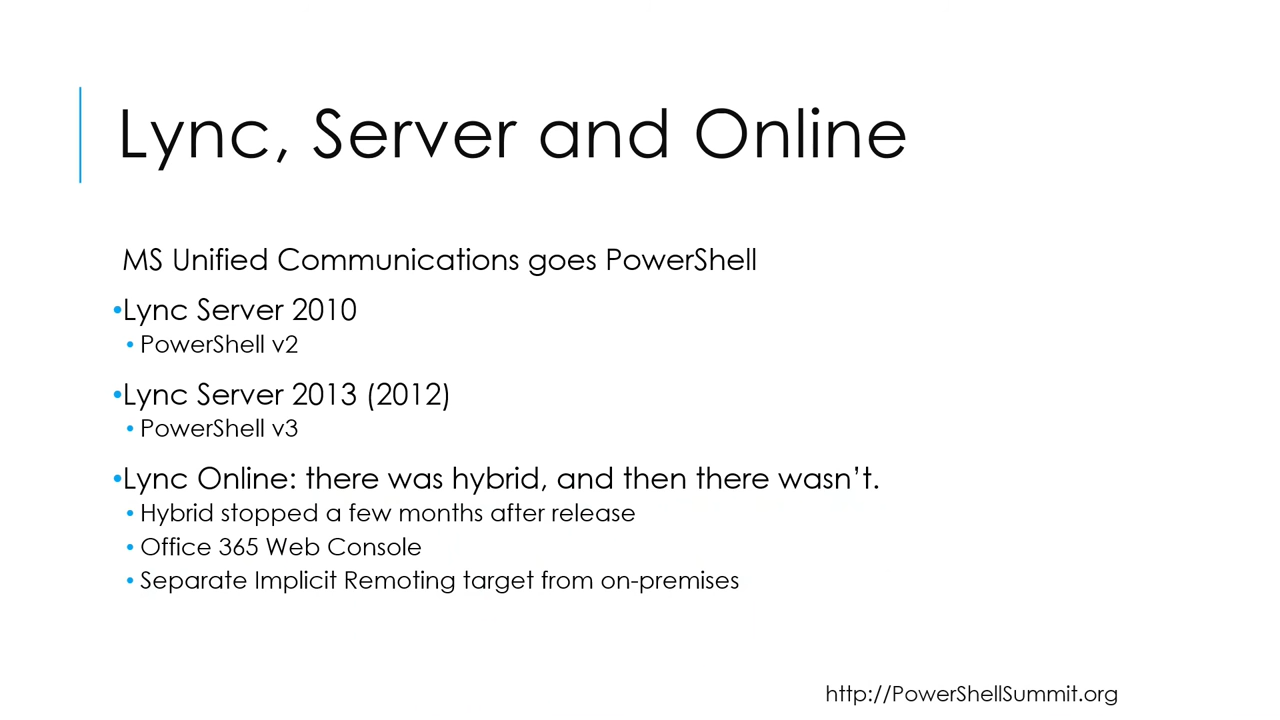 Lync, Server and Online
MS Unified Communications goes PowerShell
•Lync Server 2010
• PowerShell v2
•Lync Server 2013 (2012)
• PowerShell v3
•Lync Online: there was hybrid, and then there wasn’t.
• Hybrid stopped a few months after release
• Office 365 Web Console
• Separate Implicit Remoting target from on-premises
http://PowerShellSummit.org